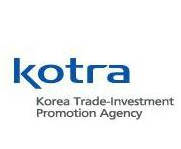 kotra
Korea Trade-Investment
Promotion Agency